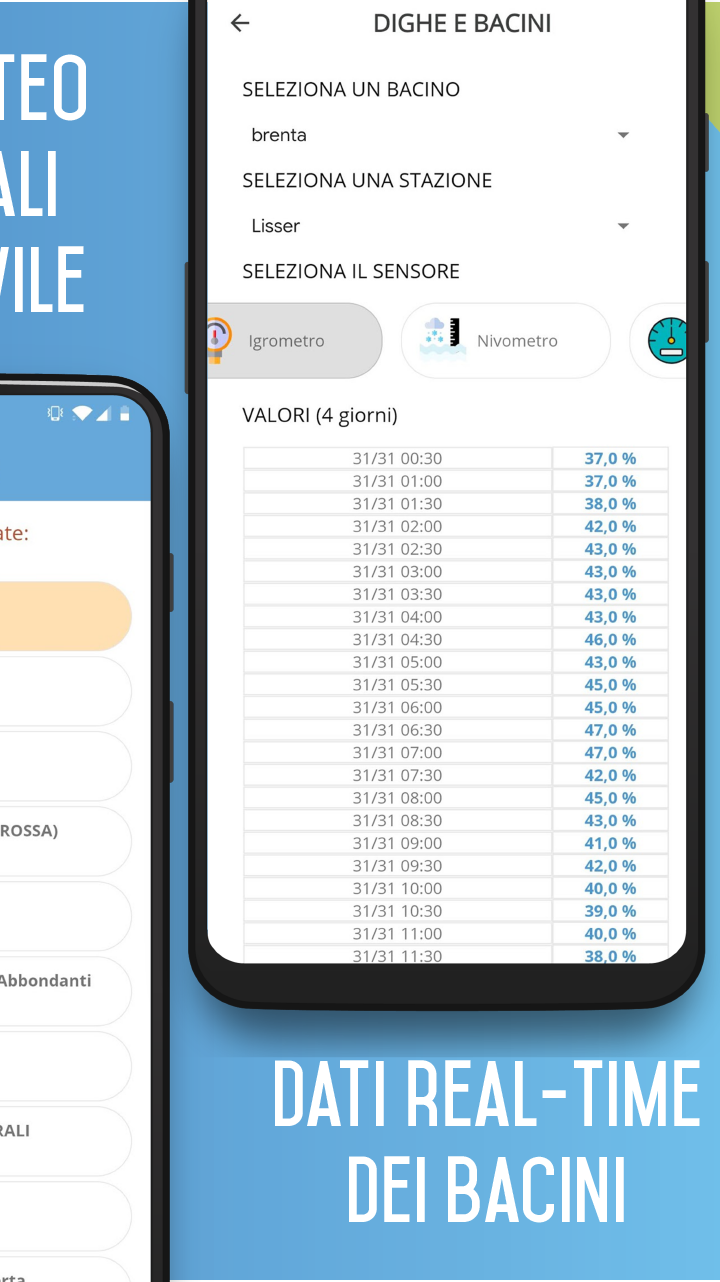 TEO
ALI
VILE
ate:
ROSSA)
Abbondanti
RALI
erta
DIGHE E BACINI
SELEZIONA UN BACINO
brenta
SELEZIONA UNA STAZIONE
Lisser
SELEZIONA IL SENSORE
Igrometro Nivometro
VALORI (4 giorni)
31/31 00:30 37,0 %
31/31 01:00 37,0 %
31/31 01:30 38,0 %
31/31 02:00 42,0 %
31/31 02:30 43,0 %
31/31 03:00 43,0 %
31/31 03:30 43,0 %
31/31 04:00 43,0 %
31/31 04:30 46,0 %
31/31 05:00 43,0 %
31/31 05:30 45,0 %
31/31 06:00 45,0 %
31/31 06:30 47,0 %
31/31 07:00 47,0 %
31/31 07:30 42,0 %
31/31 08:00 45,0 %
31/31 08:30 43,0 %
31/31 09:00 41,0 %
31/31 09:30 42,0 %
31/31 10:00 40,0 %
31/31 10:30 39,0 %
31/31 11:00 40,0 %
31/31 11:30 38,0 %
DATI REAL-TIME
DEI BACINI